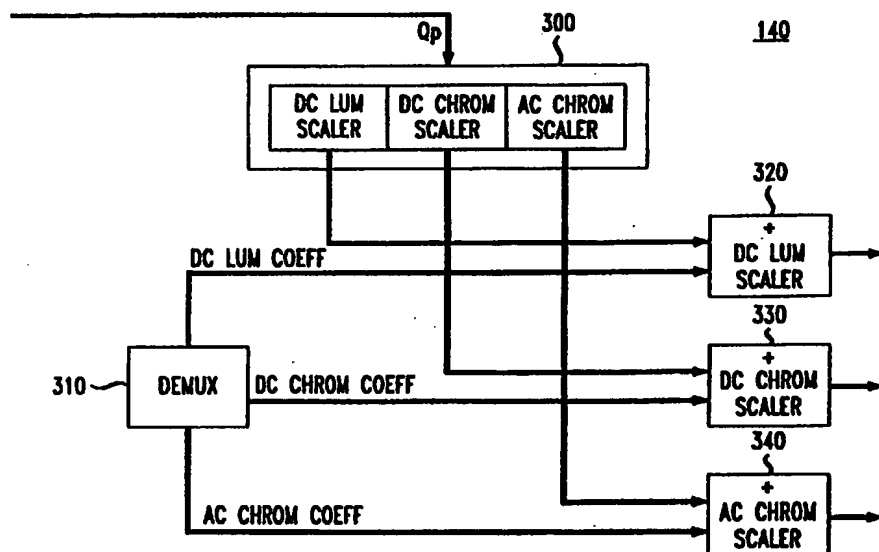 Qp
300
140
DC LUM
SCALER
DC CHROM
SCALER
AC CHROM
SCALER
320
+
DC LUM
SCALER
DC LUM COEFF
330
+
DC CHROM
SCALER
310
DEMUX
DC CHROM COEFF
340
+
AC CHROM
SCALER
AC CHROM COEFF